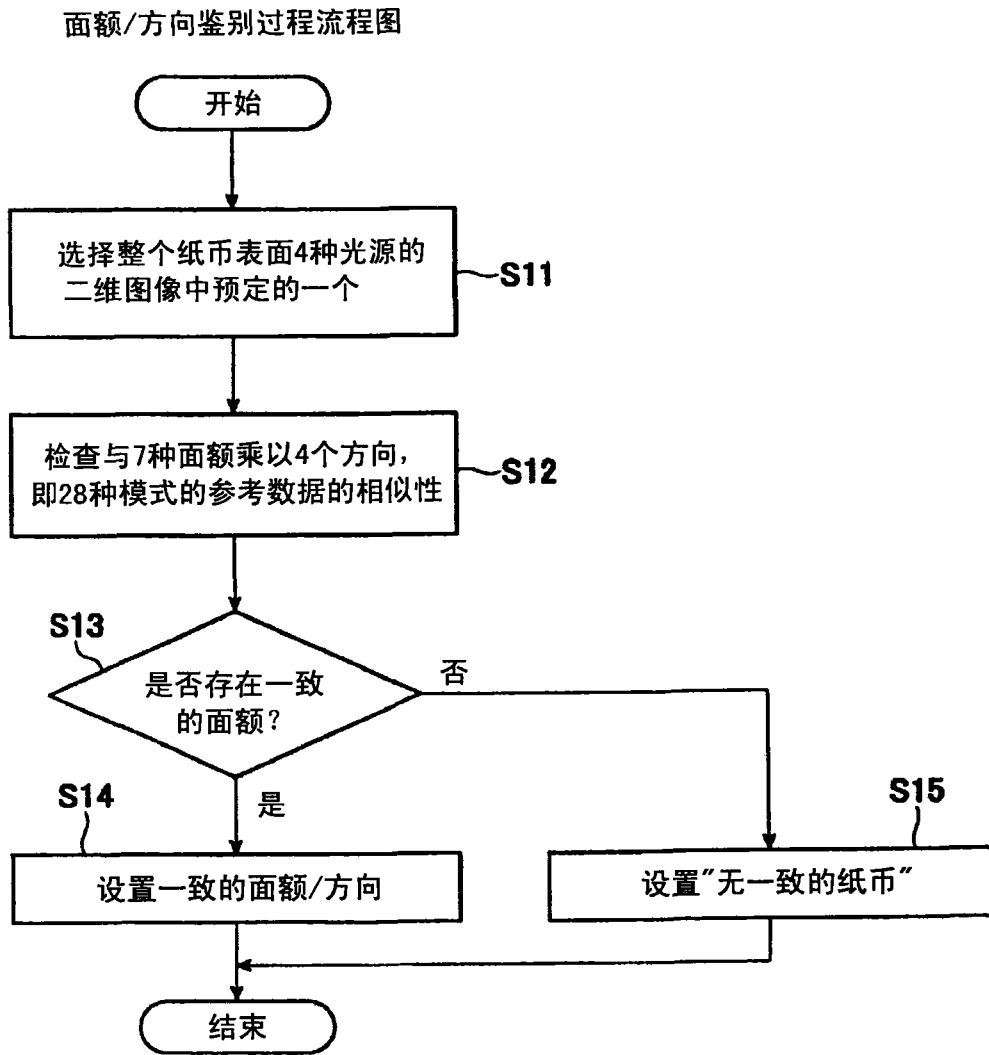 面额/方向鉴别过程流程图
开始
选择整个纸币表面4种光源的
二维图像中预定的一个
S11
检查与7种面额乘以4个方向，
即28种模式的参考数据的相似性
S12
S13
是否存在一致
的面额？
否
是
S14
设置一致的面额/方向
S15
设置"无一致的纸币"
结束